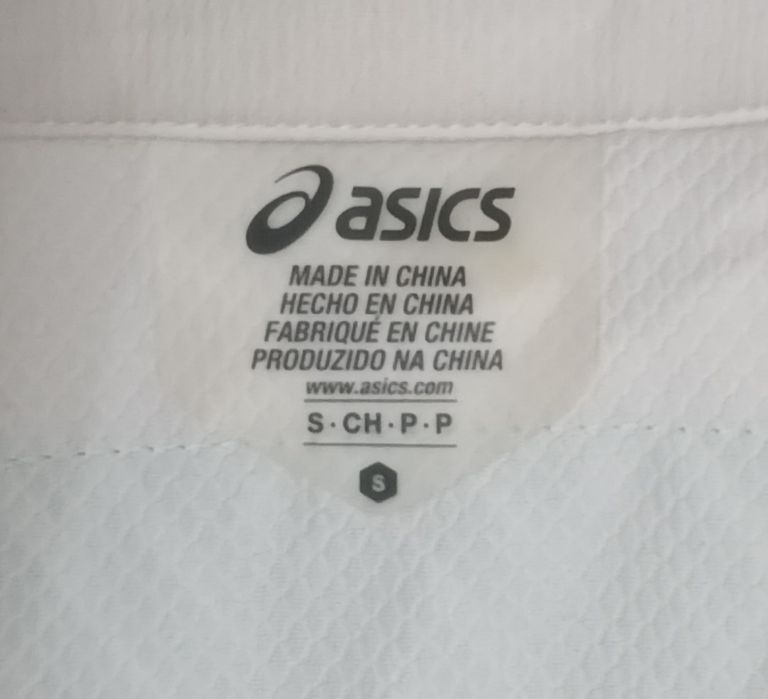 asics
MADE IN CHINA
HECHO EN CHINA
FABRIQUÉ EN CHINE
PRODUZIDO NA CHINA
www.asics.com
S·CH·P·P
S